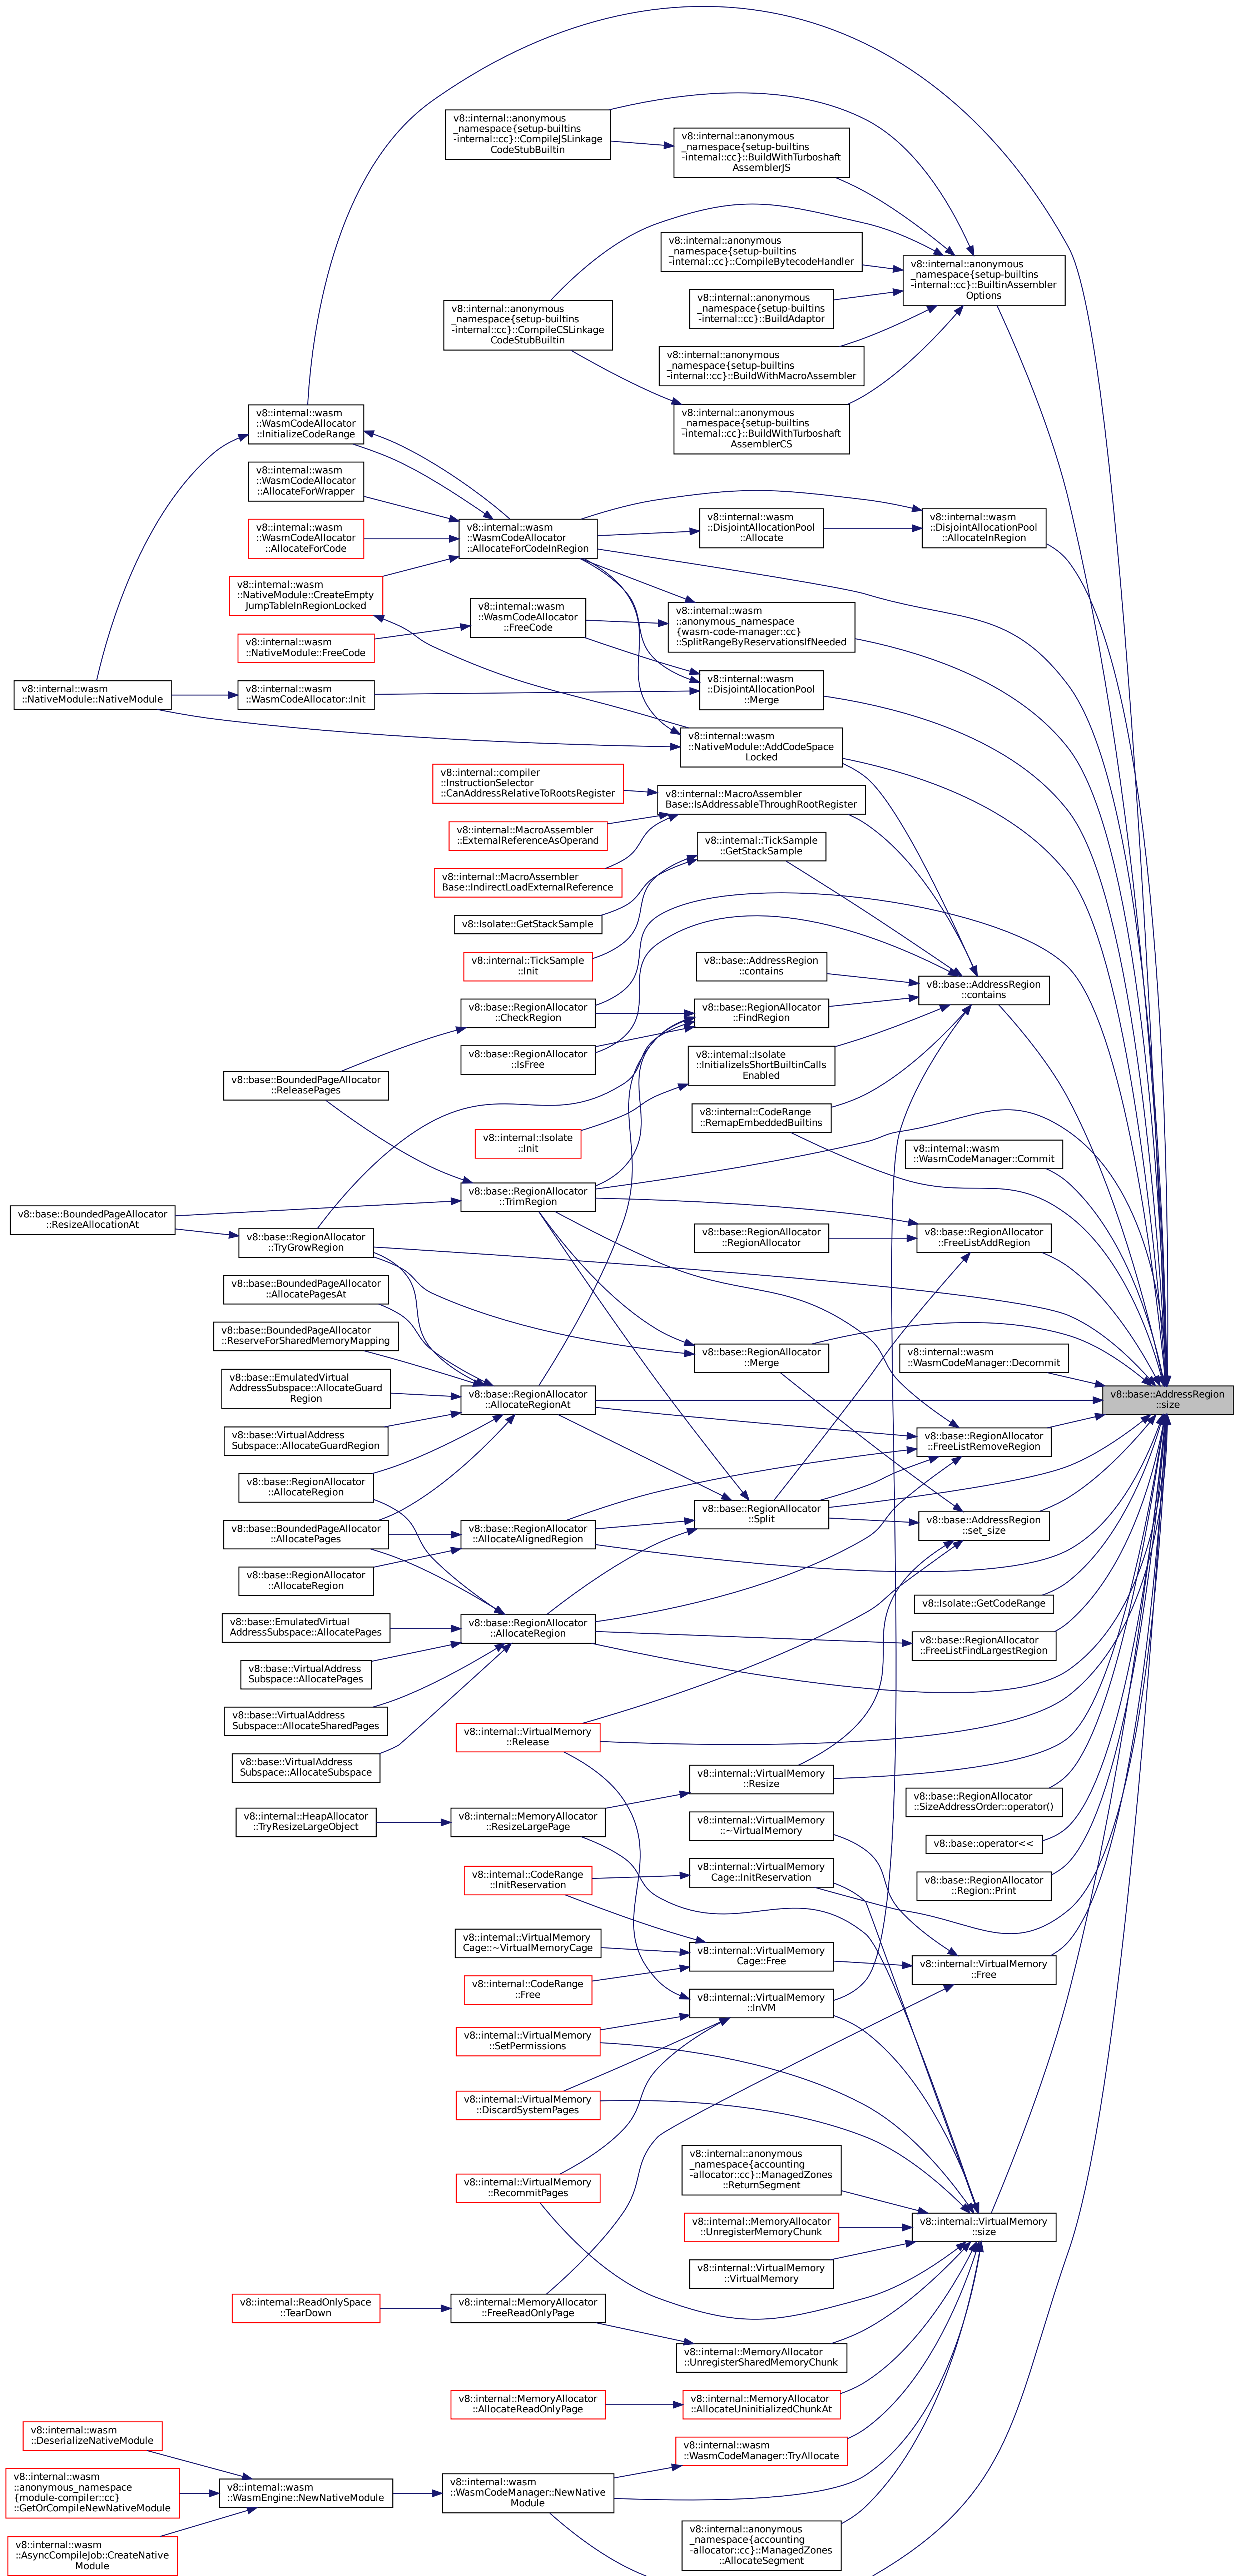 v8::internal::anonymous
_namespace{setup-builtins
-internal::cc}::CompileJSLinkage
CodeStubBuiltin
v8::internal::anonymous
_namespace{setup-builtins
-internal::cc}::BuildWithTurboshaft
AssemblerJS
v8::internal::anonymous
_namespace{setup-builtins
-internal::cc}::CompileBytecodeHandler
v8::internal::anonymous
_namespace{setup-builtins
-internal::cc}::BuiltinAssembler
Options
v8::internal::anonymous
_namespace{setup-builtins
-internal::cc}::BuildAdaptor
v8::internal::anonymous
_namespace{setup-builtins
-internal::cc}::CompileCSLinkage
CodeStubBuiltin
v8::internal::anonymous
_namespace{setup-builtins
-internal::cc}::BuildWithMacroAssembler
v8::internal::anonymous
_namespace{setup-builtins
-internal::cc}::BuildWithTurboshaft
AssemblerCS
v8::internal::wasm
::WasmCodeAllocator
::InitializeCodeRange
v8::internal::wasm
::WasmCodeAllocator
::AllocateForWrapper
v8::internal::wasm
::WasmCodeAllocator
::AllocateForCode
v8::internal::wasm
::WasmCodeAllocator
::AllocateForCodeInRegion
v8::internal::wasm
::DisjointAllocationPool
::Allocate
v8::internal::wasm
::DisjointAllocationPool
::AllocateInRegion
v8::internal::wasm
::NativeModule::CreateEmpty
JumpTableInRegionLocked
v8::internal::wasm
::WasmCodeAllocator
::FreeCode
v8::internal::wasm
::anonymous_namespace
{wasm-code-manager::cc}
::SplitRangeByReservationsIfNeeded
v8::internal::wasm
::NativeModule::FreeCode
v8::internal::wasm
::NativeModule::NativeModule
v8::internal::wasm
::WasmCodeAllocator::Init
v8::internal::wasm
::DisjointAllocationPool
::Merge
v8::internal::wasm
::NativeModule::AddCodeSpace
Locked
v8::internal::compiler
::InstructionSelector
::CanAddressRelativeToRootsRegister
v8::internal::MacroAssembler
Base::IsAddressableThroughRootRegister
v8::internal::MacroAssembler
::ExternalReferenceAsOperand
v8::internal::TickSample
::GetStackSample
v8::internal::MacroAssembler
Base::IndirectLoadExternalReference
v8::Isolate::GetStackSample
v8::internal::TickSample
::Init
v8::base::AddressRegion
::contains
v8::base::AddressRegion
::contains
v8::base::RegionAllocator
::CheckRegion
v8::base::RegionAllocator
::FindRegion
v8::base::RegionAllocator
::IsFree
v8::internal::Isolate
::InitializeIsShortBuiltinCalls
Enabled
v8::base::BoundedPageAllocator
::ReleasePages
v8::internal::CodeRange
::RemapEmbeddedBuiltins
v8::internal::Isolate
::Init
v8::internal::wasm
::WasmCodeManager::Commit
v8::base::RegionAllocator
::TrimRegion
v8::base::BoundedPageAllocator
::ResizeAllocationAt
v8::base::RegionAllocator
::TryGrowRegion
v8::base::RegionAllocator
::RegionAllocator
v8::base::RegionAllocator
::FreeListAddRegion
v8::base::BoundedPageAllocator
::AllocatePagesAt
v8::base::BoundedPageAllocator
::ReserveForSharedMemoryMapping
v8::base::RegionAllocator
::Merge
v8::internal::wasm
::WasmCodeManager::Decommit
v8::base::EmulatedVirtual
AddressSubspace::AllocateGuard
Region
v8::base::RegionAllocator
::AllocateRegionAt
v8::base::AddressRegion
::size
v8::base::VirtualAddress
Subspace::AllocateGuardRegion
v8::base::RegionAllocator
::FreeListRemoveRegion
v8::base::RegionAllocator
::AllocateRegion
v8::base::RegionAllocator
::Split
v8::base::AddressRegion
::set_size
v8::base::BoundedPageAllocator
::AllocatePages
v8::base::RegionAllocator
::AllocateAlignedRegion
v8::base::RegionAllocator
::AllocateRegion
v8::Isolate::GetCodeRange
v8::base::EmulatedVirtual
AddressSubspace::AllocatePages
v8::base::RegionAllocator
::AllocateRegion
v8::base::RegionAllocator
::FreeListFindLargestRegion
v8::base::VirtualAddress
Subspace::AllocatePages
v8::base::VirtualAddress
Subspace::AllocateSharedPages
v8::internal::VirtualMemory
::Release
v8::base::VirtualAddress
Subspace::AllocateSubspace
v8::internal::VirtualMemory
::Resize
v8::base::RegionAllocator
::SizeAddressOrder::operator()
v8::internal::HeapAllocator
::TryResizeLargeObject
v8::internal::MemoryAllocator
::ResizeLargePage
v8::internal::VirtualMemory
::~VirtualMemory
v8::base::operator<<
v8::internal::CodeRange
::InitReservation
v8::internal::VirtualMemory
Cage::InitReservation
v8::base::RegionAllocator
::Region::Print
v8::internal::VirtualMemory
Cage::~VirtualMemoryCage
v8::internal::VirtualMemory
Cage::Free
v8::internal::VirtualMemory
::Free
v8::internal::CodeRange
::Free
v8::internal::VirtualMemory
::InVM
v8::internal::VirtualMemory
::SetPermissions
v8::internal::VirtualMemory
::DiscardSystemPages
v8::internal::anonymous
_namespace{accounting
-allocator::cc}::ManagedZones
::ReturnSegment
v8::internal::VirtualMemory
::RecommitPages
v8::internal::MemoryAllocator
::UnregisterMemoryChunk
v8::internal::VirtualMemory
::size
v8::internal::VirtualMemory
::VirtualMemory
v8::internal::ReadOnlySpace
::TearDown
v8::internal::MemoryAllocator
::FreeReadOnlyPage
v8::internal::MemoryAllocator
::UnregisterSharedMemoryChunk
v8::internal::MemoryAllocator
::AllocateReadOnlyPage
v8::internal::MemoryAllocator
::AllocateUninitializedChunkAt
v8::internal::wasm
::DeserializeNativeModule
v8::internal::wasm
::WasmCodeManager::TryAllocate
v8::internal::wasm
::anonymous_namespace
{module-compiler::cc}
::GetOrCompileNewNativeModule
v8::internal::wasm
::WasmEngine::NewNativeModule
v8::internal::wasm
::WasmCodeManager::NewNative
Module
v8::internal::wasm
::AsyncCompileJob::CreateNative
Module
v8::internal::anonymous
_namespace{accounting
-allocator::cc}::ManagedZones
::AllocateSegment